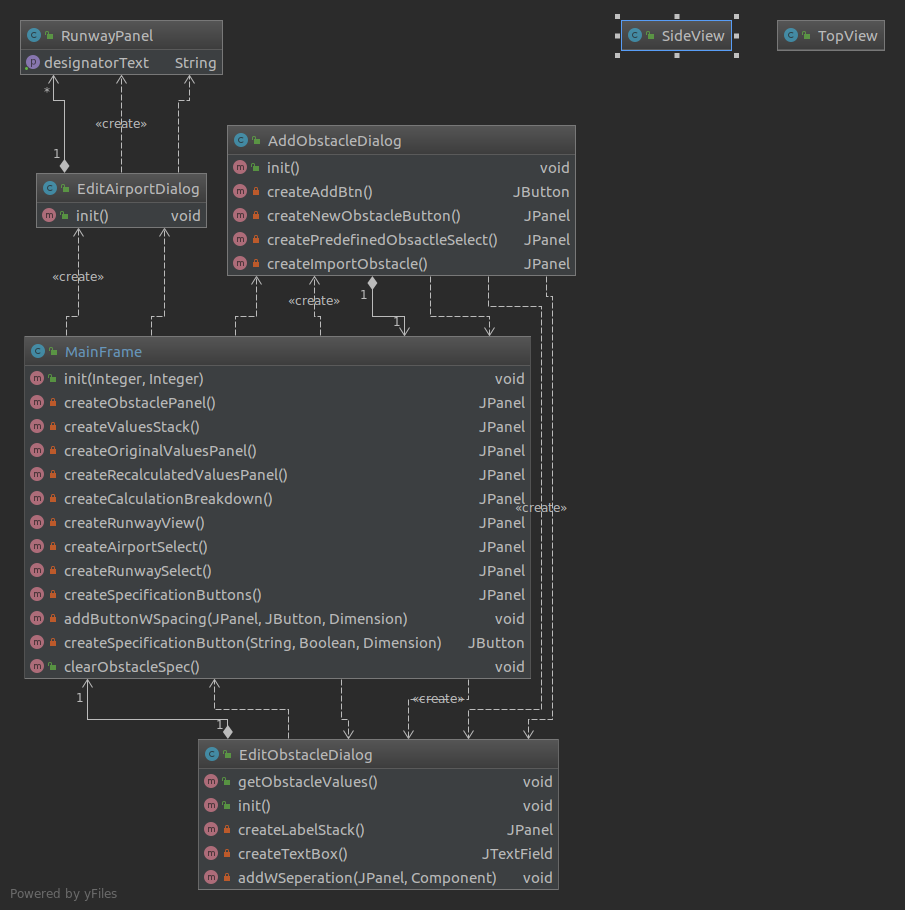 RunwayPanel
designatorText String
SideView
TopView
*
«create»
1
EditAirportDialog
init() void
AddObstacleDialog
init() void
createAddBtn() JButton
createNewObstacleButton() JPanel
createPredefinedObsactleSelect() JPanel
createImportObstacle() JPanel
«create»
«create»
1
1
MainFrame
init(Integer, Integer) void
createObstaclePanel() JPanel
createValuesStack() JPanel
createOriginalValuesPanel() JPanel
createRecalculatedValuesPanel() JPanel
createCalculationBreakdown() JPanel
createRunwayView() JPanel
createAirportSelect() JPanel
createRunwaySelect() JPanel
createSpecificationButtons() JPanel
addButtonWSpacing(JPanel, JButton, Dimension) void
createSpecificationButton(String, Boolean, Dimension) JButton
clearObstacleSpec() void
«create»
1
«create»
1
EditObstacleDialog
getObstacleValues() void
init() void
createLabelStack() JPanel
createTextBox() JTextField
addWSeperation(JPanel, Component) void
Powered by yFiles